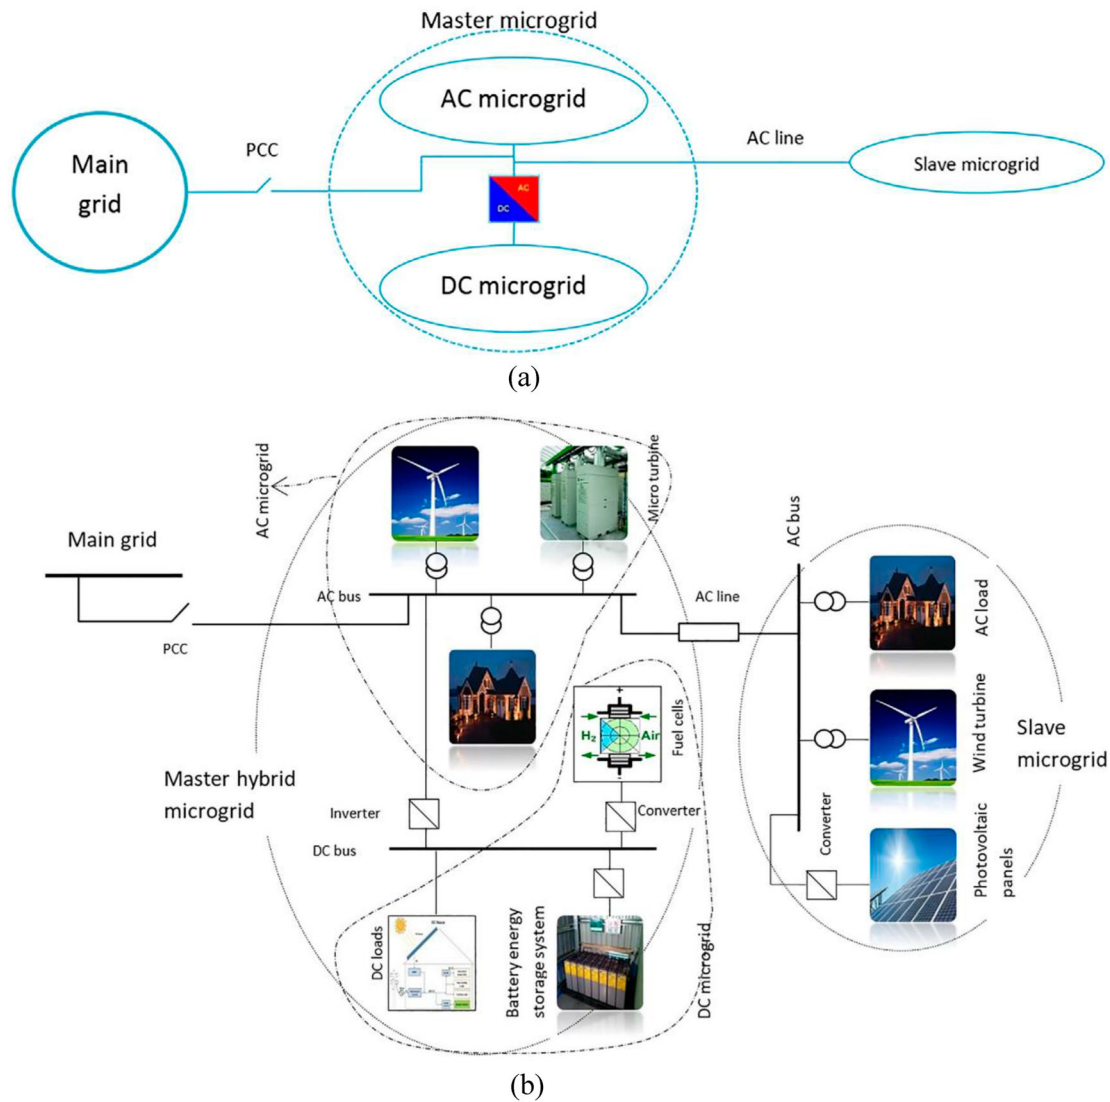 Master microgrid
AC microgrid
Main
grid
PCC
AC line
Slave microgrid
AC
DC
DC microgrid
(a)
AC microgrid
Micro turbine
Main grid
AC bus
PCC
AC line
AC bus
AC load
Wind turbine
Slave
microgrid
Photovoltaic
panels
Converter
+
H2
Air
-
Fuel cells
Master hybrid
microgrid
Inverter
Converter
DC bus
DC loads
Battery energy
storage system
DC microgrid
(b)